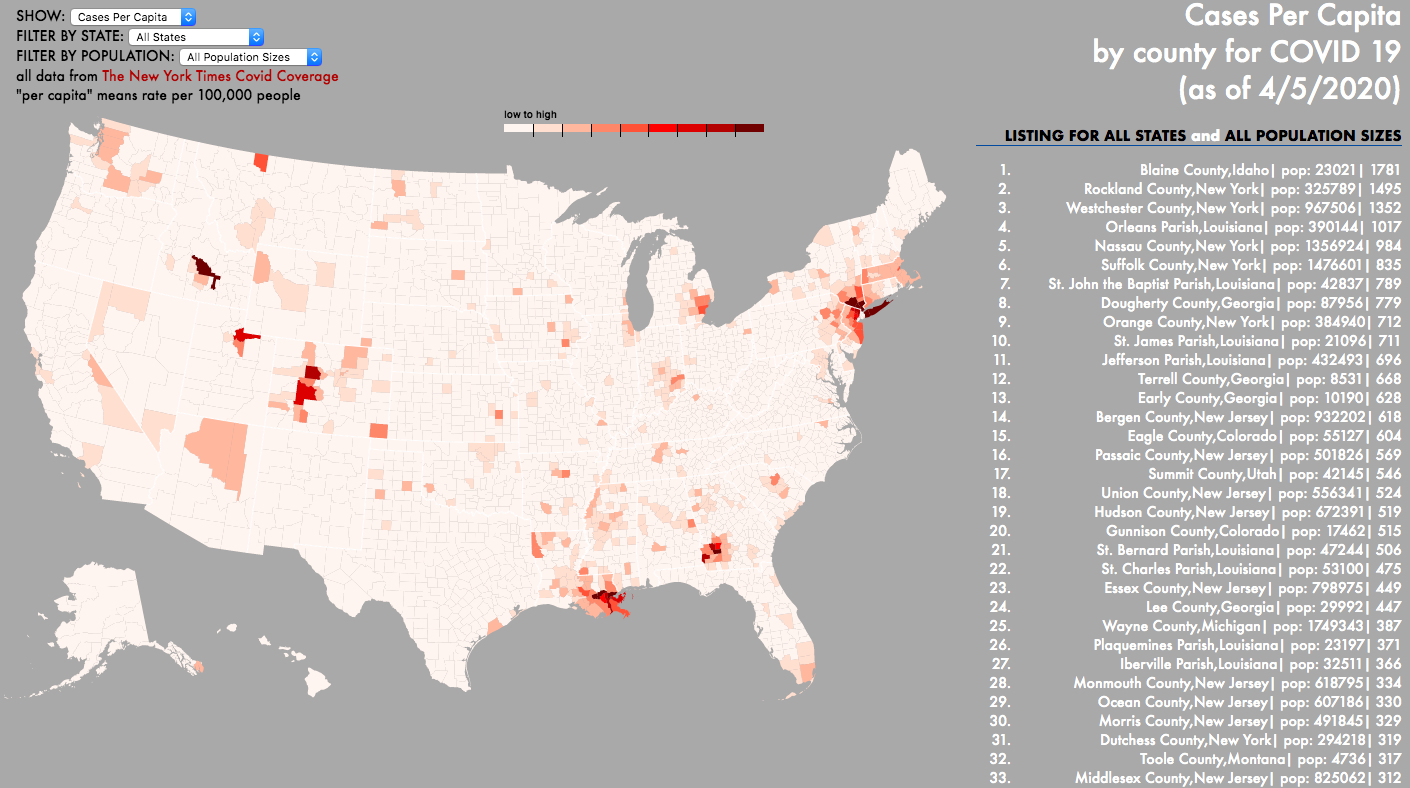 SHOW: Cases Per Capita
FILTER BY STATE: All States
FILTER BY POPULATION: All Population Sizes
all data from The New York Times Covid Coverage
"per capita" means rate per 100,000 people
low to high
Cases Per Capita
by county for COVID 19
(as of 4/5/2020)
LISTING FOR ALL STATES and ALL POPULATION SIZES
1. Blaine County,Idaho| pop: 23021| 1781
2. Rockland County,New York| pop: 325789| 1495
3. Westchester County,New York| pop: 967506| 1352
4. Orleans Parish,Louisiana| pop: 390144| 1017
5. Nassau County,New York| pop: 1356924| 984
6. Suffolk County,New York| pop: 1476601| 835
7. St. John the Baptist Parish,Louisiana| pop: 42837| 789
8. Dougherty County,Georgia| pop: 87956| 779
9. Orange County,New York| pop: 384940| 712
10. St. James Parish,Louisiana| pop: 21096| 711
11. Jefferson Parish,Louisiana| pop: 432493| 696
12. Terrell County,Georgia| pop: 8531| 668
13. Early County,Georgia| pop: 10190| 628
14. Bergen County,New Jersey| pop: 932202| 618
15. Eagle County,Colorado| pop: 55127| 604
16. Passaic County,New Jersey| pop: 501826| 569
17. Summit County,Utah| pop: 42145| 546
18. Union County,New Jersey| pop: 556341| 524
19. Hudson County,New Jersey| pop: 672391| 519
20. Gunnison County,Colorado| pop: 17462| 515
21. St. Bernard Parish,Louisiana| pop: 47244| 506
22. St. Charles Parish,Louisiana| pop: 53100| 475
23. Essex County,New Jersey| pop: 798975| 449
24. Lee County,Georgia| pop: 29992| 447
25. Wayne County,Michigan| pop: 1749343| 387
26. Plaquemines Parish,Louisiana| pop: 23197| 371
27. Iberville Parish,Louisiana| pop: 32511| 366
28. Monmouth County,New Jersey| pop: 618795| 334
29. Ocean County,New Jersey| pop: 607186| 330
30. Morris County,New Jersey| pop: 491845| 329
31. Dutchess County,New York| pop: 294218| 319
32. Toole County,Montana| pop: 4736| 317
33. Middlesex County,New Jersey| pop: 825062| 312